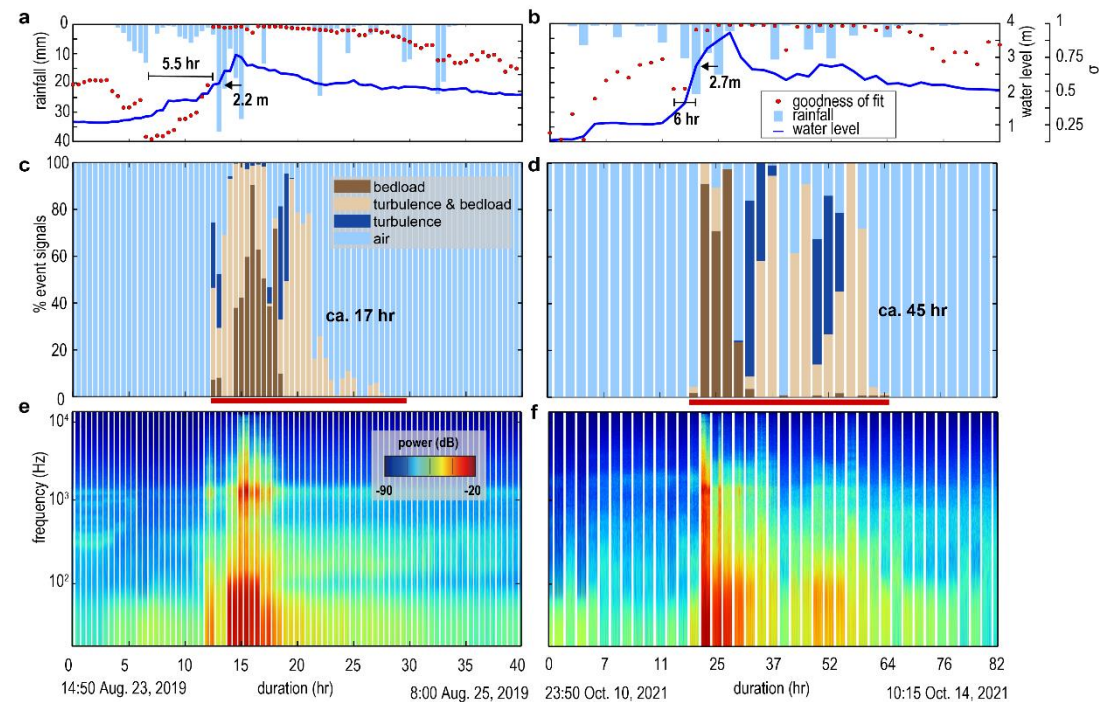 a
b
0
10
20
30
40
rainfall (mm)
5.5 hr
2.2 m
2.7m
6 hr
goodness of fit
rainfall
water level
4
3
2
1
water level (m)
1
0.75
0.5
0.25
σ
c
d
100
80
60
40
20
0
% event signals
bedload
turbulence & bedload
turbulence
air
ca. 17 hr
ca. 45 hr
e
f
10⁴
10³
10²
frequency (Hz)
power (dB)
-90 -20
0 5 10 15 20 25 30 35 40
0 7 11 25 37 52 64 76 82
14:50 Aug. 23, 2019 duration (hr) 8:00 Aug. 25, 2019
23:50 Oct. 10, 2021 duration (hr) 10:15 Oct. 14, 2021